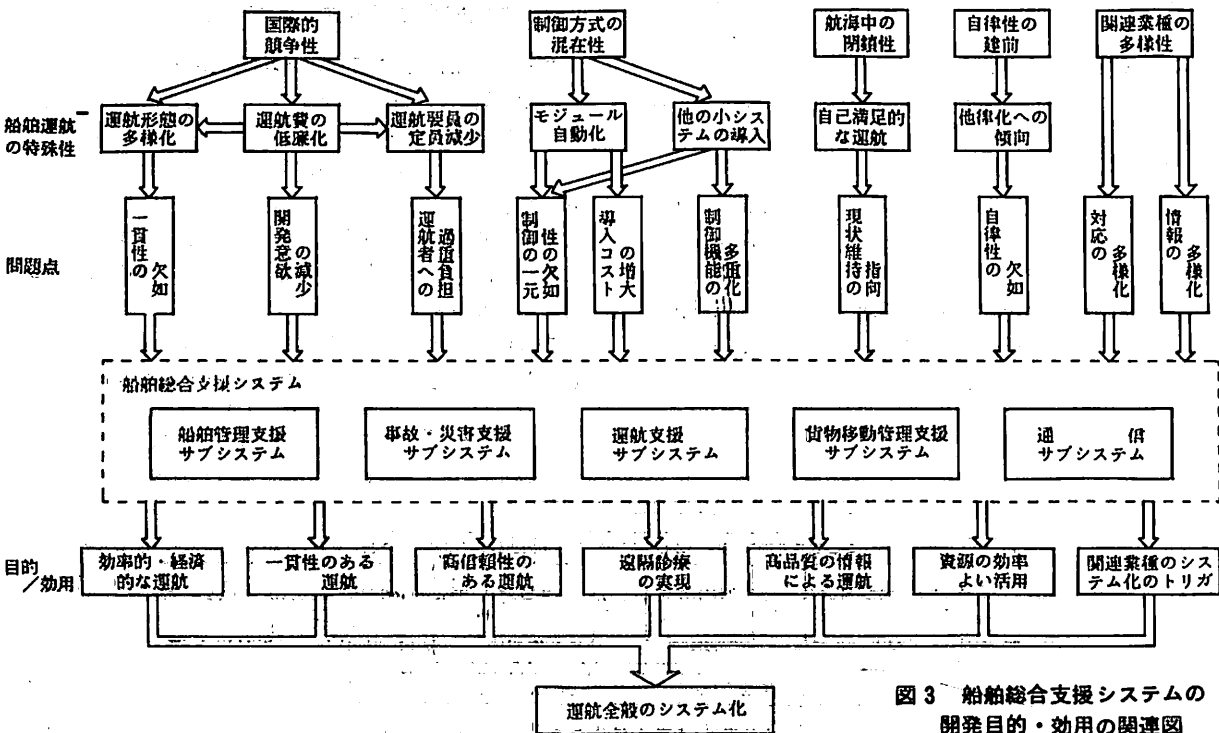 国際的
競争性
制御方式の
混在性
航海中の
閉鎖性
自律性の
建前
関連業種の
多様性
船舶運航
の特殊性
運航形態の
多様化
運航費の
低廉化
運航要員の
定員減少
モジュール
自動化
他の小シス
テムの導入
自己満足的
な運航
他律化への
傾向
問題点
一貫性の
欠如
開発意欲
の減少
運航者への
過重負担
制御の一元
性の欠如
導入コスト
の増大
制御機能の
多重化
現状維持の
指向
自律性の
欠如
対応の
多様化
情報の
多様化
船舶総合支援システム
船舶管理支援
サブシステム
事故・災害支援
サブシステム
運航支援
サブシステム
貨物移動管理支援
サブシステム
通信
サブシステム
目的
/効用
効率的・経済
的な運航
一貫性のある
運航
高信頼性の
ある運航
遠隔診療
の実現
高品質の情報
による運航
資源の効率
よい活用
関連業種のシス
テム化のトリガ
運航全般のシステム化
図3 船舶総合支援システムの
開発目的・効用の関連図